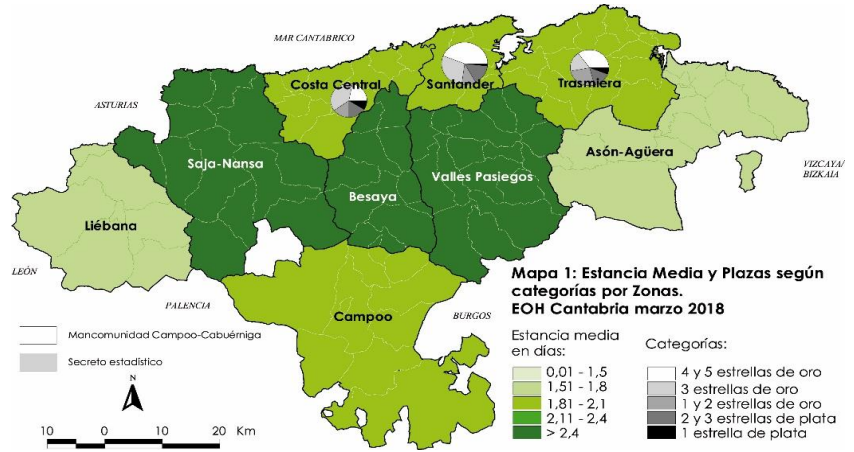 MAR CANTABRICO
ASTURIAS
Costa Central
Santander
Trasmiera
Saja-Nansa
Besaya
Valles Pasiegos
Asón-Agüera
VIZCAYA/
BIZKAIA
Liébana
LEÓN
PALENCIA
Campoo
BURGOS
Mapa 1: Estancia Media y Plazas según
categorías por Zonas.
EOH Cantabria marzo 2018
Mancomunidad Campoo-Cabuérniga
Secreto estadístico
N
10 0 10 20 Km
Estancia media
en días:
0,01 - 1,5
1,51 - 1,8
1,81 - 2,1
2,11 - 2,4
> 2,4
Categorías:
4 y 5 estrellas de oro
3 estrellas de oro
1 y 2 estrellas de oro
2 y 3 estrellas de plata
1 estrella de plata